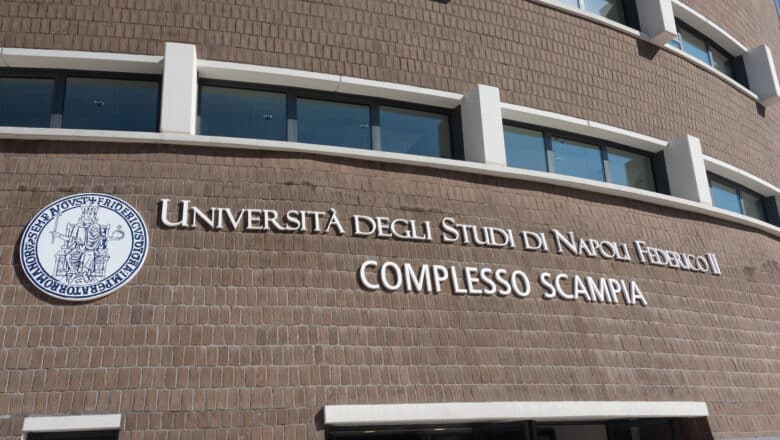 UNIVERSITÀ DEGLI STUDI DI NAPOLI FEDERICO II
COMPLESSO SCAMPIA